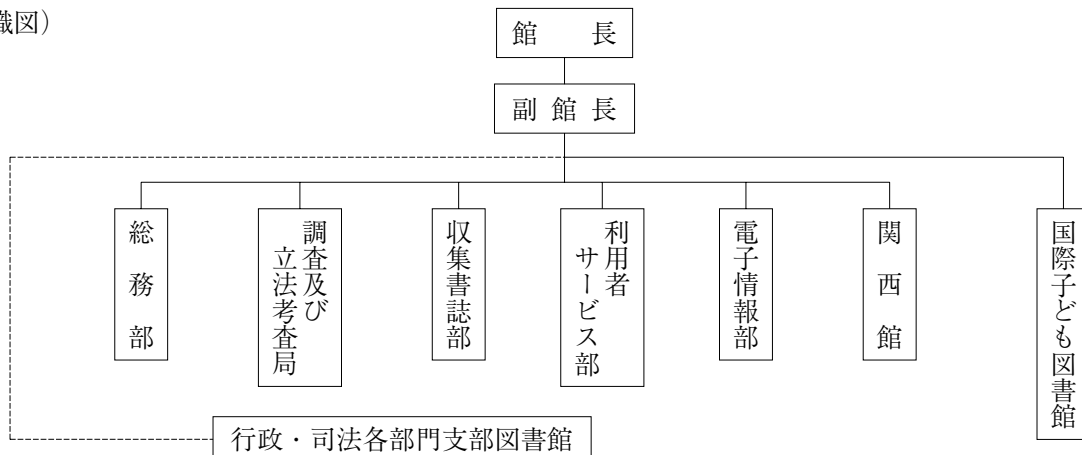 織図）
館長
副館長
総務部
調査及び
立法考査局
収集書誌部
利用者
サービス部
電子情報部
関西館
国際子ども図書館
行政・司法各部門支部図書館